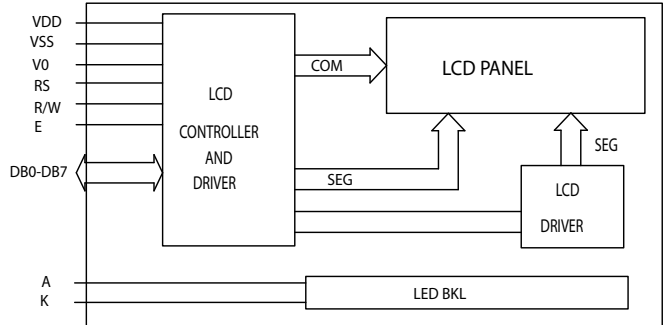 VDD
VSS
V0
RS
R/W
E
DB0-DB7
A
K
LCD
CONTROLLER
AND
DRIVER
COM
SEG
LCD PANEL
SEG
LCD
DRIVER
LED BKL